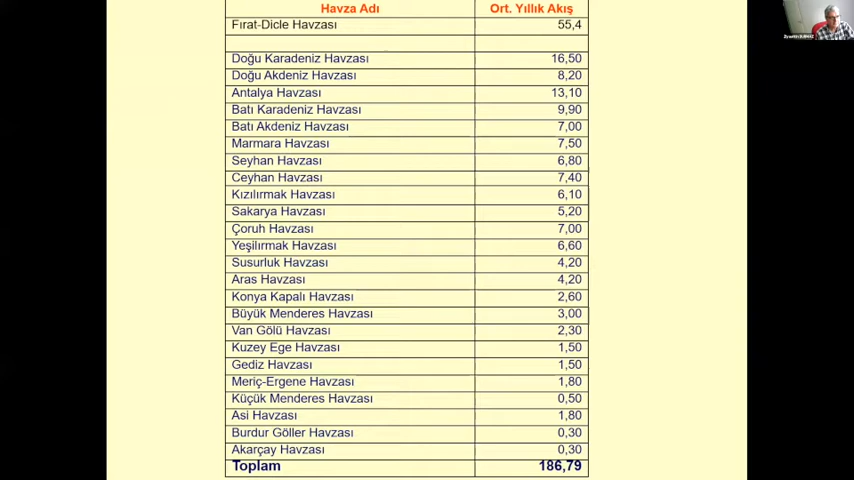 Havza Adı Ort. Yıllık Akış
Fırat-Dicle Havzası 55,4
Doğu Karadeniz Havzası 16,50
Doğu Akdeniz Havzası 8,20
Antalya Havzası 13,10
Batı Karadeniz Havzası 9,90
Batı Akdeniz Havzası 7,00
Marmara Havzası 7,50
Seyhan Havzası 6,80
Ceyhan Havzası 7,40
Kızılırmak Havzası 6,10
Sakarya Havzası 5,20
Çoruh Havzası 7,00
Yeşilırmak Havzası 6,60
Susurluk Havzası 4,20
Aras Havzası 4,20
Konya Kapalı Havzası 2,60
Büyük Menderes Havzası 3,00
Van Gölü Havzası 2,30
Kuzey Ege Havzası 1,50
Gediz Havzası 1,50
Meriç-Ergene Havzası 1,80
Küçük Menderes Havzası 0,50
Asi Havzası 1,80
Burdur Göller Havzası 0,30
Akarçay Havzası 0,30
Toplam 186,79